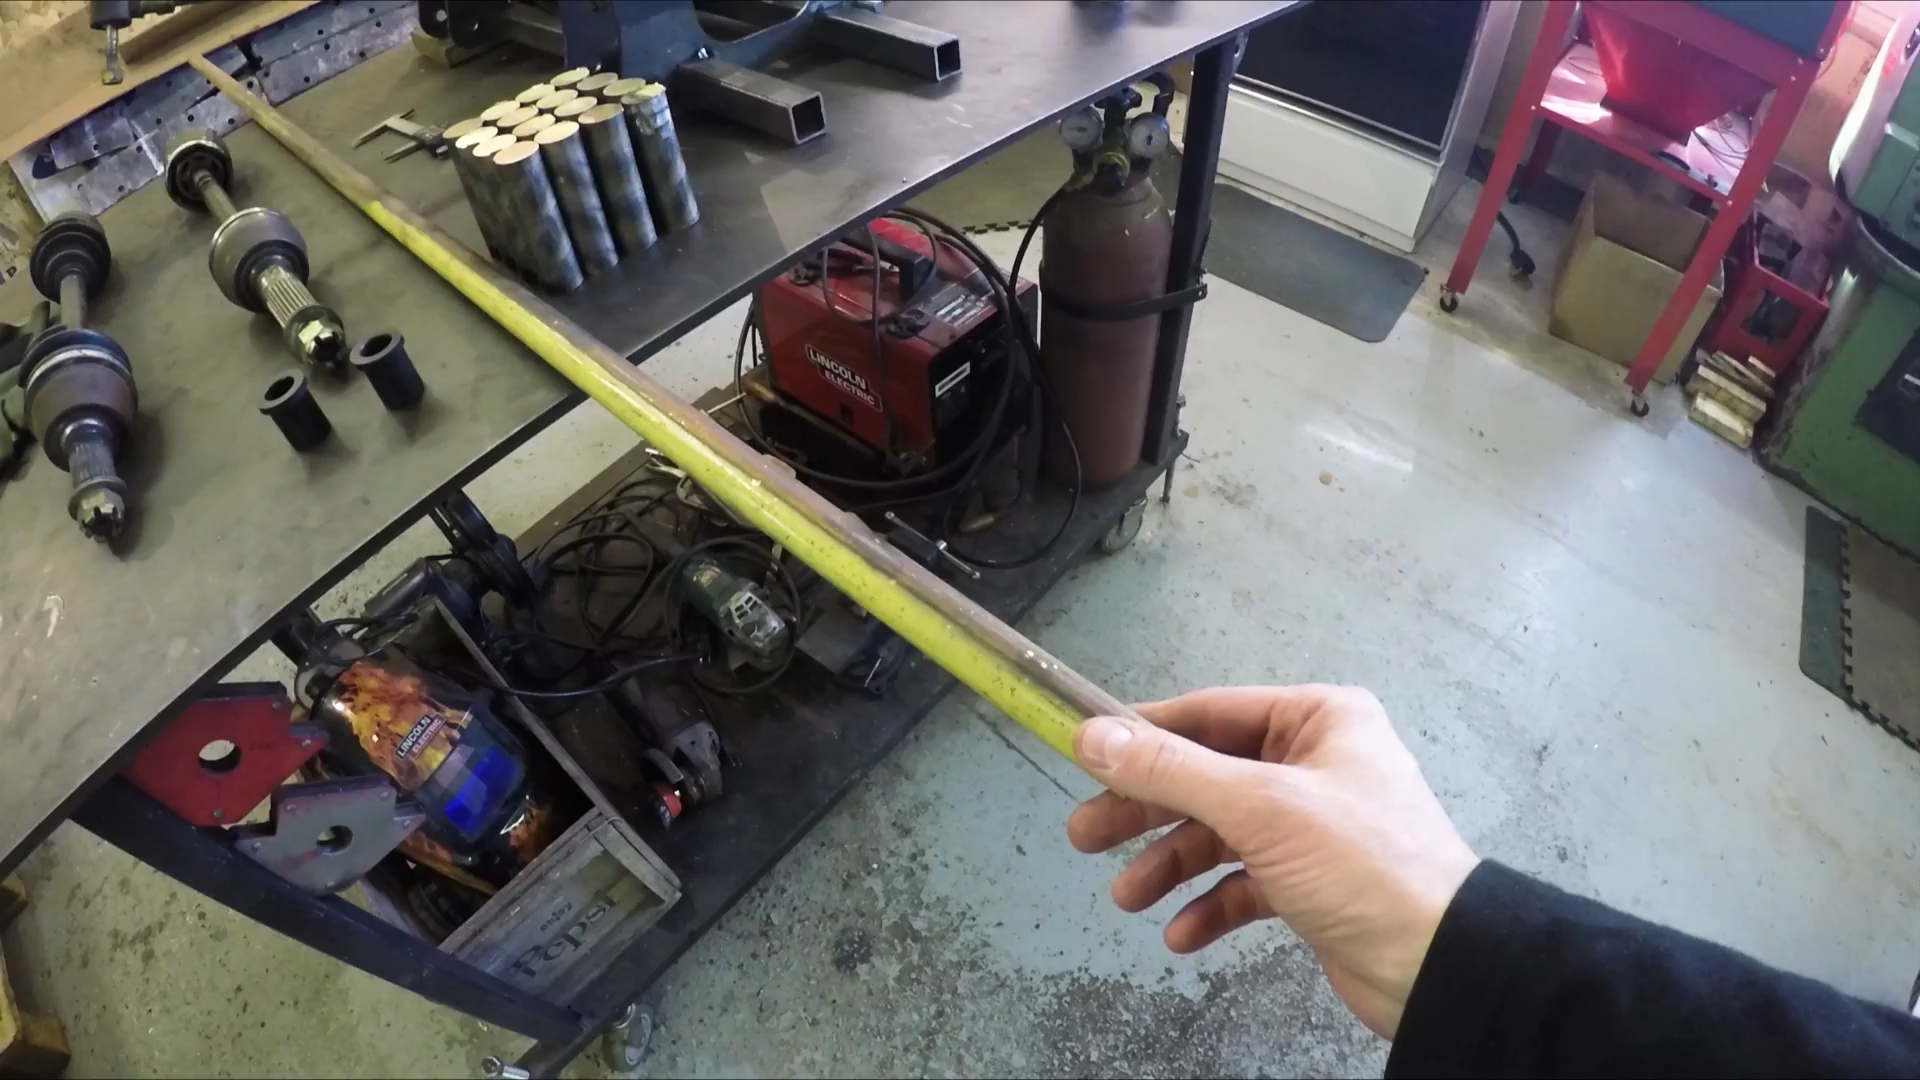 LINCOLN
ELECTRIC
LINCOLN
ELECTRIC
enjoy
Pepsi